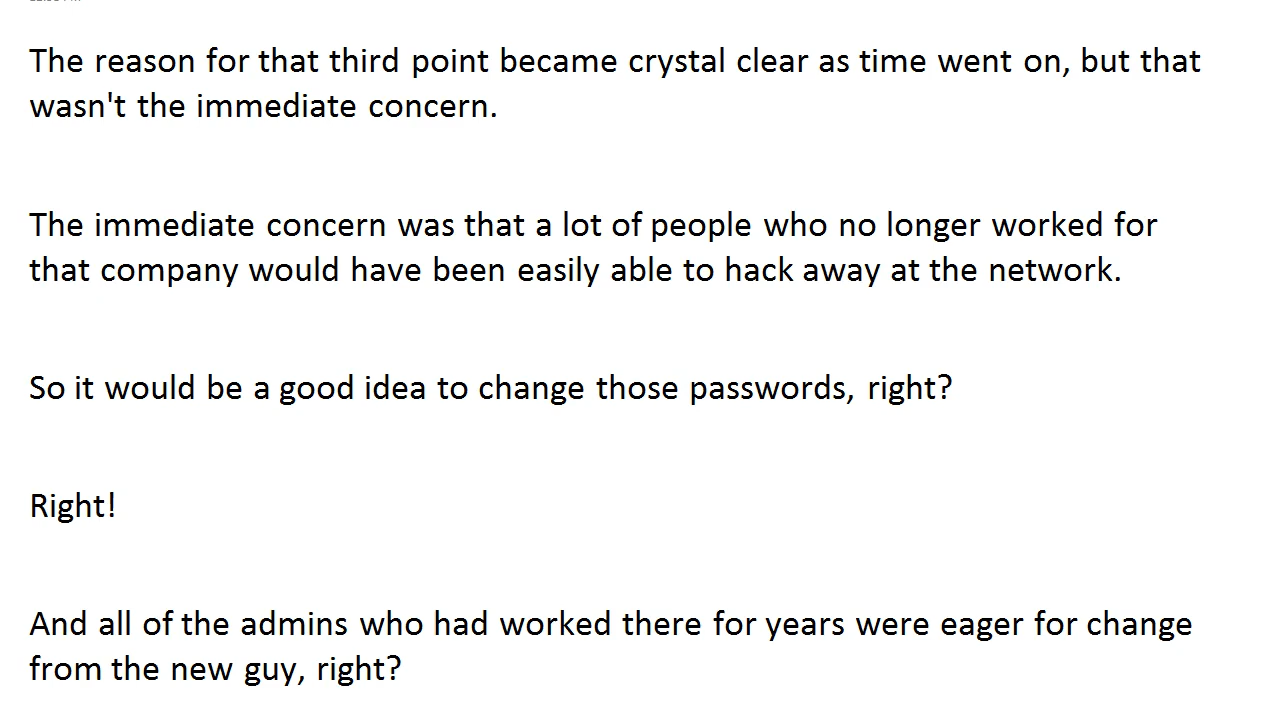 The reason for that third point became crystal clear as time went on, but that
wasn't the immediate concern.
The immediate concern was that a lot of people who no longer worked for
that company would have been easily able to hack away at the network.
So it would be a good idea to change those passwords, right?
Right!
And all of the admins who had worked there for years were eager for change
from the new guy, right?